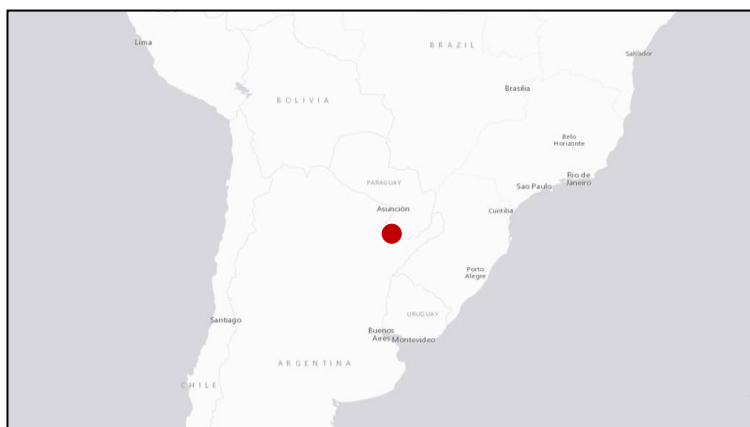 Lima
BRAZIL
Salvador
Brasilia
BOLIVIA
Belo
Horizonte
PARAGUAY
Rio de
Janeiro
Sao Paulo
Asunción
Curitiba
Porto
Alegre
URUGUAY
Santiago
Buenos
Aires
Montevideo
ARGENTINA
CHILE